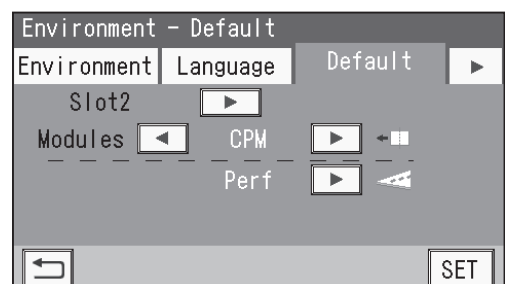 Environment - Default
Environment Language Default
Slot2
Modules CPM
Perf
SET